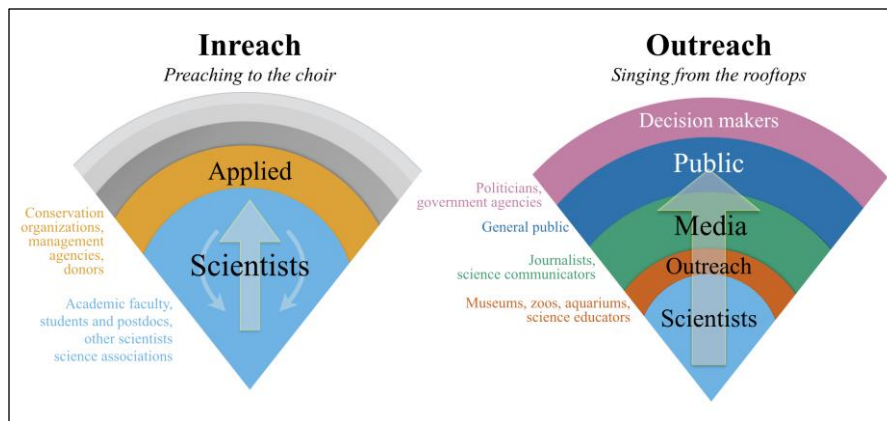 Inreach
Preaching to the choir
Applied
Conservation
organizations,
management
agencies,
donors
Scientists
Academic faculty,
students and postdocs,
other scientists
science associations
Outreach
Singing from the rooftops
Decision makers
Public
Politicians,
government agencies
General public
Media
Journalists,
science communicators
Outreach
Museums, zoos, aquariums,
science educators
Scientists